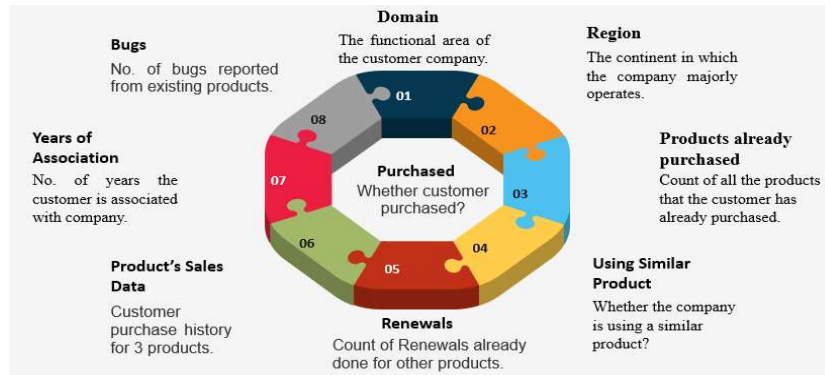 Domain
The functional area of
the customer company.
01
Region
The continent in which
the company majorly
operates.
02
Products already
purchased
Count of all the products
that the customer has
already purchased.
03
Using Similar
Product
Whether the company
is using a similar
product?
04
Renewals
Count of Renewals already
done for other products.
05
Product's Sales
Data
Customer
purchase history
for 3 products.
06
Years of
Association
No. of years the
customer is associated
with company.
07
Bugs
No. of bugs reported
from existing products.
08
Purchased
Whether customer
purchased?